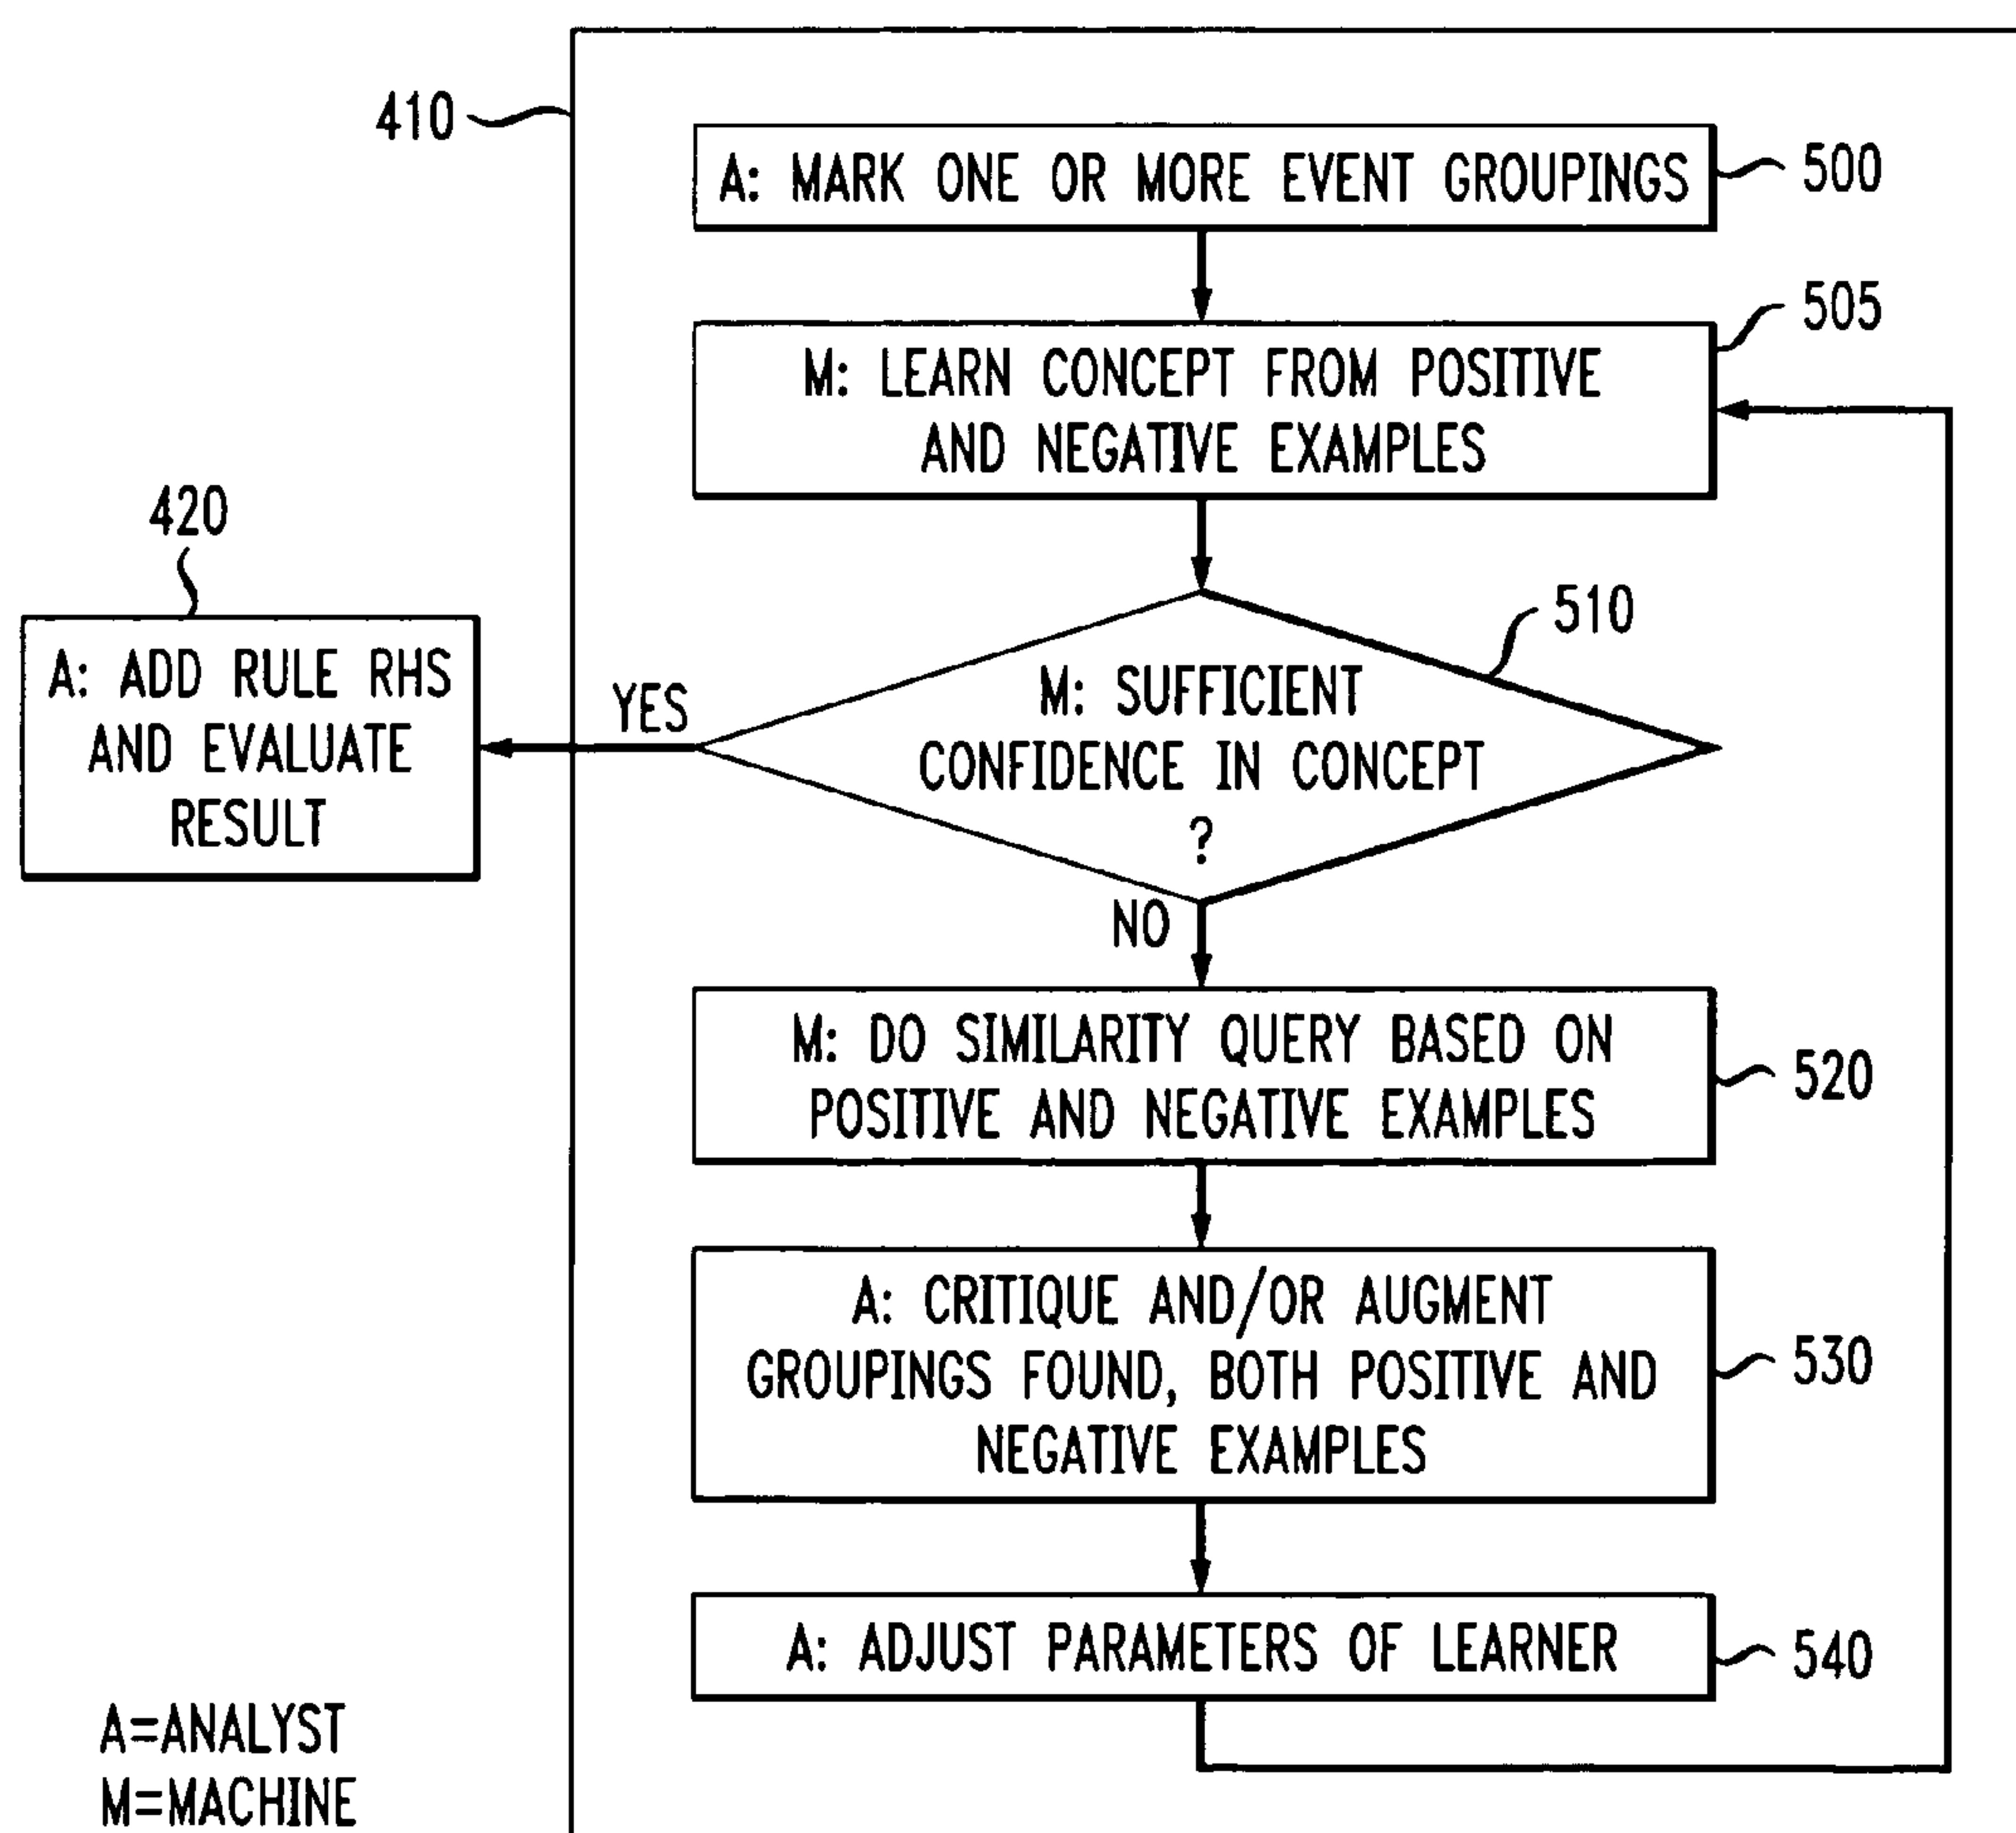 410
A: MARK ONE OR MORE EVENT GROUPINGS
500
505
M: LEARN CONCEPT FROM POSITIVE
AND NEGATIVE EXAMPLES
420
A: ADD RULE RHS
AND EVALUATE
RESULT
YES
510
M: SUFFICIENT
CONFIDENCE IN CONCEPT
?
NO
M: DO SIMILARITY QUERY BASED ON
POSITIVE AND NEGATIVE EXAMPLES
520
A: CRITIQUE AND/OR AUGMENT
GROUPINGS FOUND, BOTH POSITIVE AND
NEGATIVE EXAMPLES
530
A: ADJUST PARAMETERS OF LEARNER
540
A=ANALYST
M=MACHINE